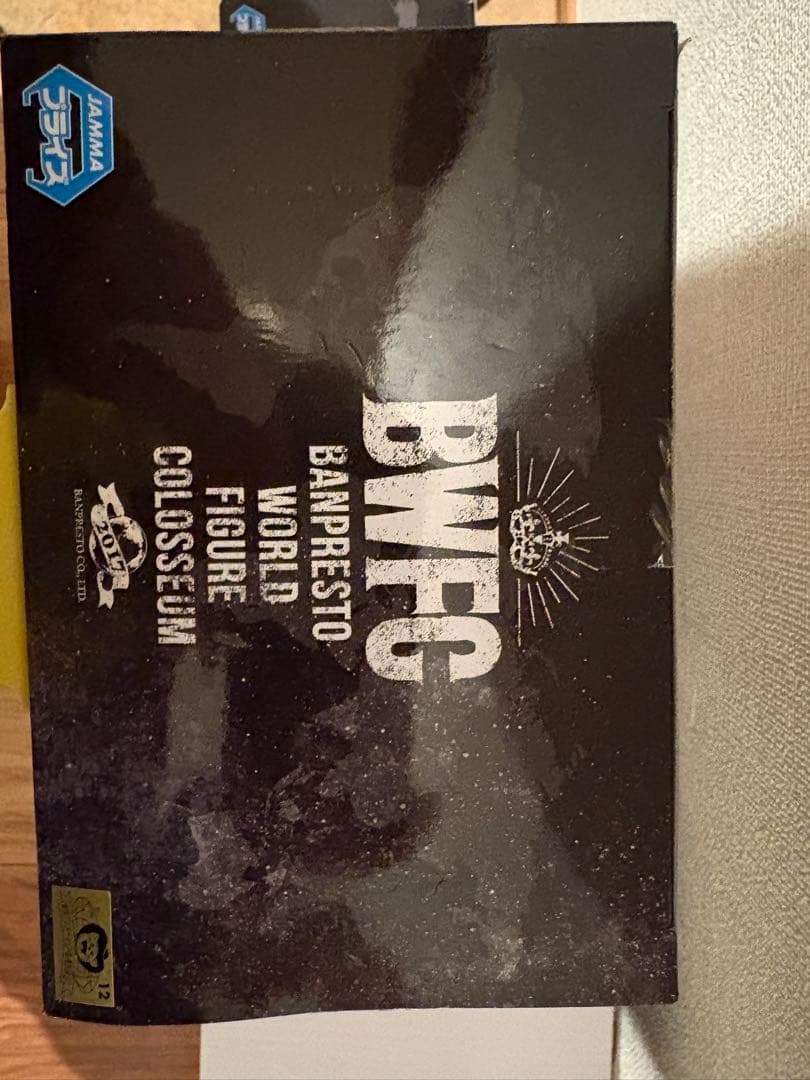 BWFC
BANPRESTO
WORLD
FIGURE
COLOSSEUM
2017
BANPRESTO CO., LTD.
JAMMA
プライズ
12